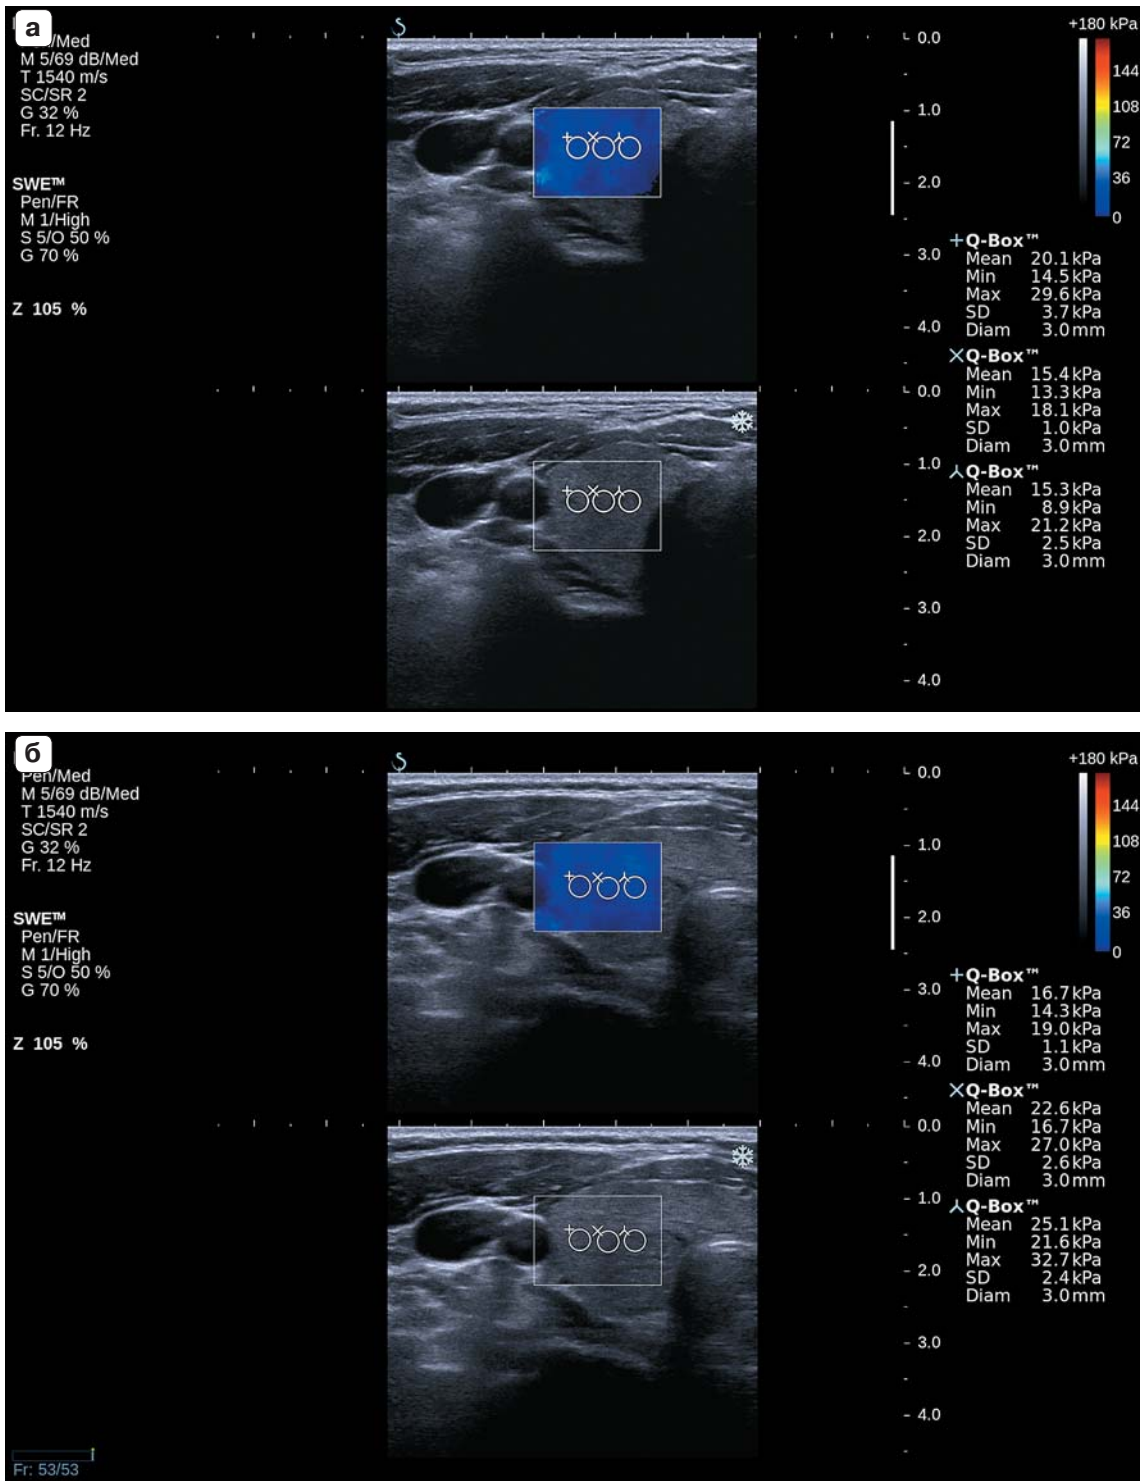 а
/Med
M 5/69 dB/Med
T 1540 m/s
SC/SR 2
G 32 %
Fr. 12 Hz
SWE™
Pen/FR
M 1/High
S 5/O 50 %
G 70 %
Z 105 %
0.0
1.0
2.0
3.0
4.0
0.0
1.0
2.0
3.0
4.0
+180 kPa
144
108
72
36
0
+Q-Box™
Mean 20.1 kPa
Min 14.5 kPa
Max 29.6 kPa
SD 3.7 kPa
Diam 3.0 mm
×Q-Box™
Mean 15.4 kPa
Min 13.3 kPa
Max 18.1 kPa
SD 1.0 kPa
Diam 3.0 mm
⅄Q-Box™
Mean 15.3 kPa
Min 8.9 kPa
Max 21.2 kPa
SD 2.5 kPa
Diam 3.0 mm
б
Pen/Med
M 5/69 dB/Med
T 1540 m/s
SC/SR 2
G 32 %
Fr. 12 Hz
SWE™
Pen/FR
M 1/High
S 5/O 50 %
G 70 %
Z 105 %
Fr: 53/53
0.0
1.0
2.0
3.0
4.0
0.0
1.0
2.0
3.0
4.0
+180 kPa
144
108
72
36
0
+Q-Box™
Mean 16.7 kPa
Min 14.3 kPa
Max 19.0 kPa
SD 1.1 kPa
Diam 3.0 mm
×Q-Box™
Mean 22.6 kPa
Min 16.7 kPa
Max 27.0 kPa
SD 2.6 kPa
Diam 3.0 mm
⅄Q-Box™
Mean 25.1 kPa
Min 21.6 kPa
Max 32.7 kPa
SD 2.4 kPa
Diam 3.0 mm